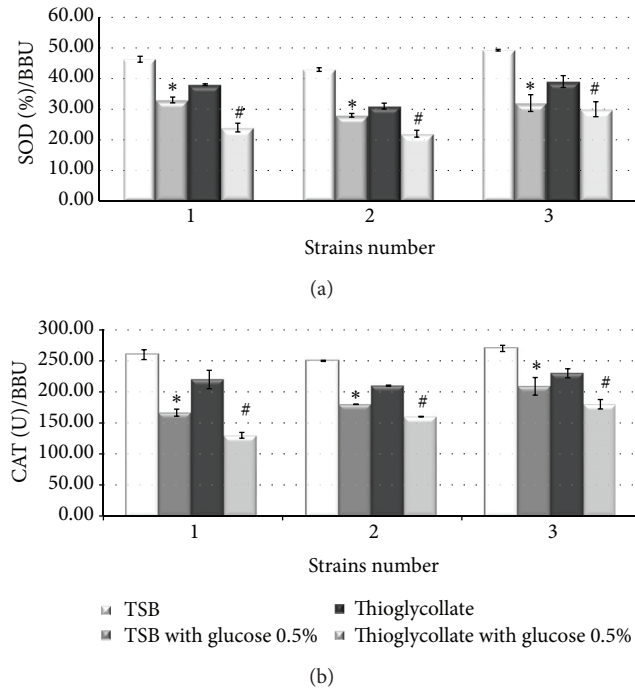 60.00
50.00
40.00
30.00
20.00
10.00
0.00
SOD (%)/BBU
* # * # * #
1 2 3
Strains number
(a)
300.00
250.00
200.00
150.00
100.00
50.00
0.00
CAT (U)/BBU
* # * # * #
1 2 3
Strains number
TSB Thioglycollate
TSB with glucose 0.5% Thioglycollate with glucose 0.5%
(b)